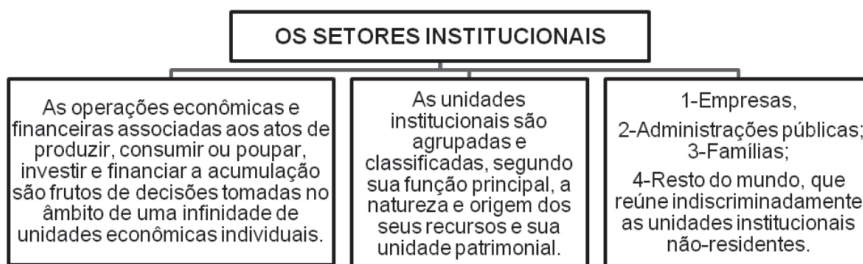 OS SETORES INSTITUCIONAIS
As operações econômicas e
financeiras associadas aos atos de
produzir, consumir ou poupar,
investir e financiar a acumulação
são frutos de decisões tomadas no
âmbito de uma infinidade de
unidades econômicas individuais.
As unidades
institucionais são
agrupadas e
classificadas, segundo
sua função principal, a
natureza e origem dos
seus recursos e sua
unidade patrimonial.
1-Empresas,
2-Administrações públicas;
3-Famílias;
4-Resto do mundo, que
reúne indiscriminadamente
as unidades institucionais
não-residentes.